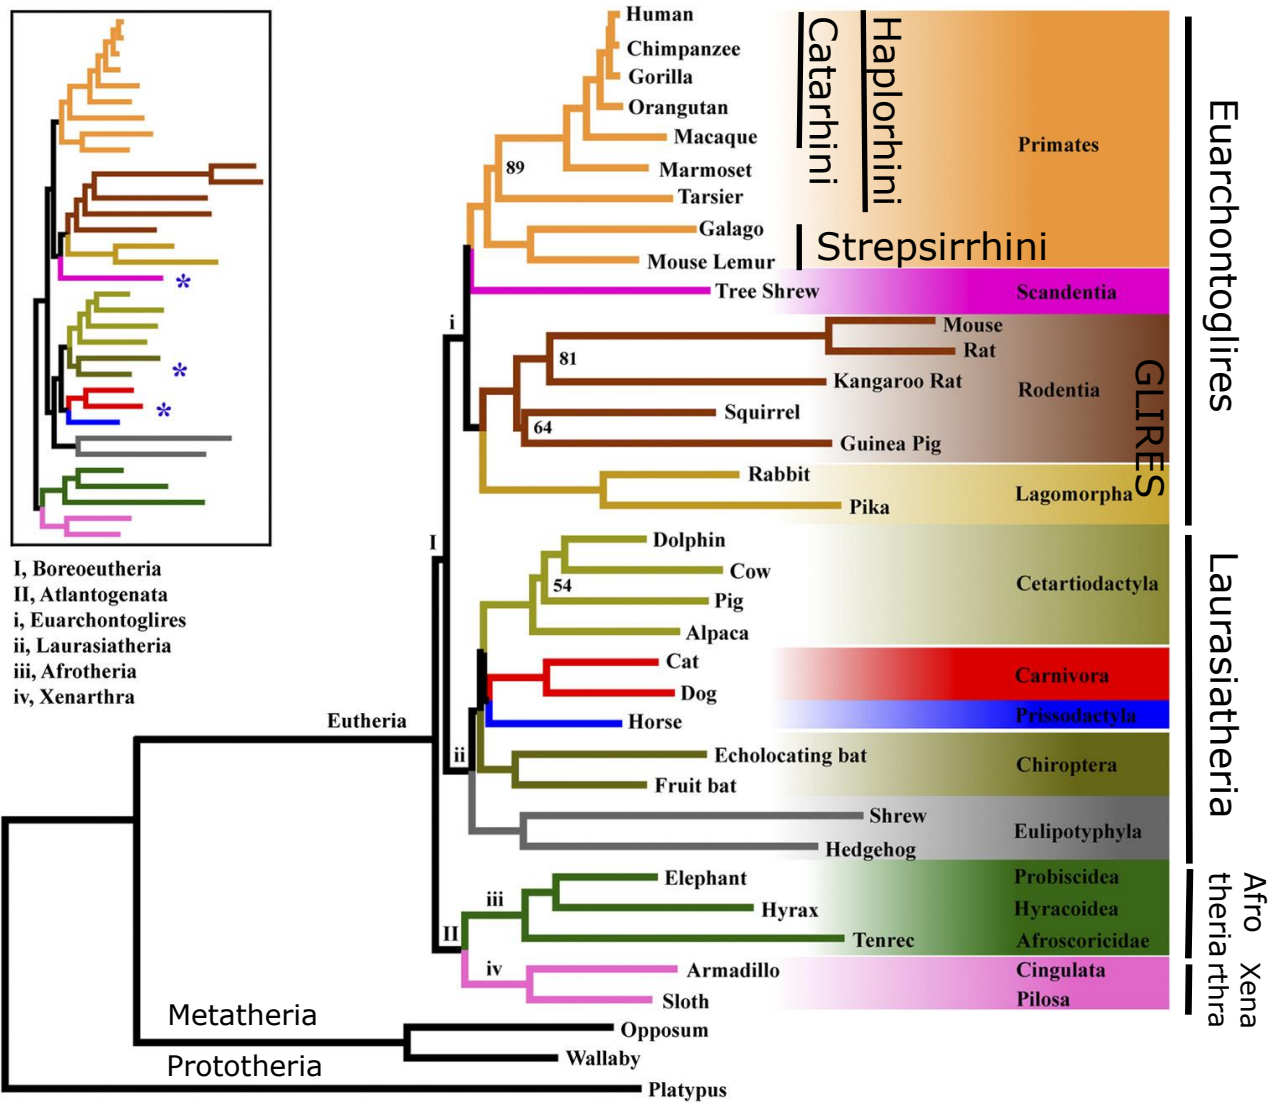 Human
Chimpanzee
Gorilla
Orangutan
Macaque
Marmoset
Tarsier
Galago
Mouse Lemur
Tree Shrew
Mouse
Rat
Kangaroo Rat
Squirrel
Guinea Pig
Rabbit
Pika
Dolphin
Cow
Pig
Alpaca
Cat
Dog
Horse
Echolocating bat
Fruit bat
Shrew
Hedgehog
Elephant
Hyrax
Tenrec
Armadillo
Sloth
Opposum
Wallaby
Platypus
89
81
64
54
i
I
ii
iii
II
iv
Eutheria
Metatheria
Prototheria
*
*
*
I, Boreoeutheria
II, Atlantogenata
i, Euarchontoglires
ii, Laurasiatheria
iii, Afrotheria
iv, Xenarthra
Catarhini
Haplorhini
Strepsirrhini
Primates
Scandentia
Rodentia
GLIRES
Lagomorpha
Cetartiodactyla
Carnivora
Prissodactyla
Chiroptera
Eulipotyphyla
Probiscidea
Hyracoidea
Afroscoricidae
Cingulata
Pilosa
Euarchontoglires
Laurasiatheria
Afro
theria
Xena
rthra